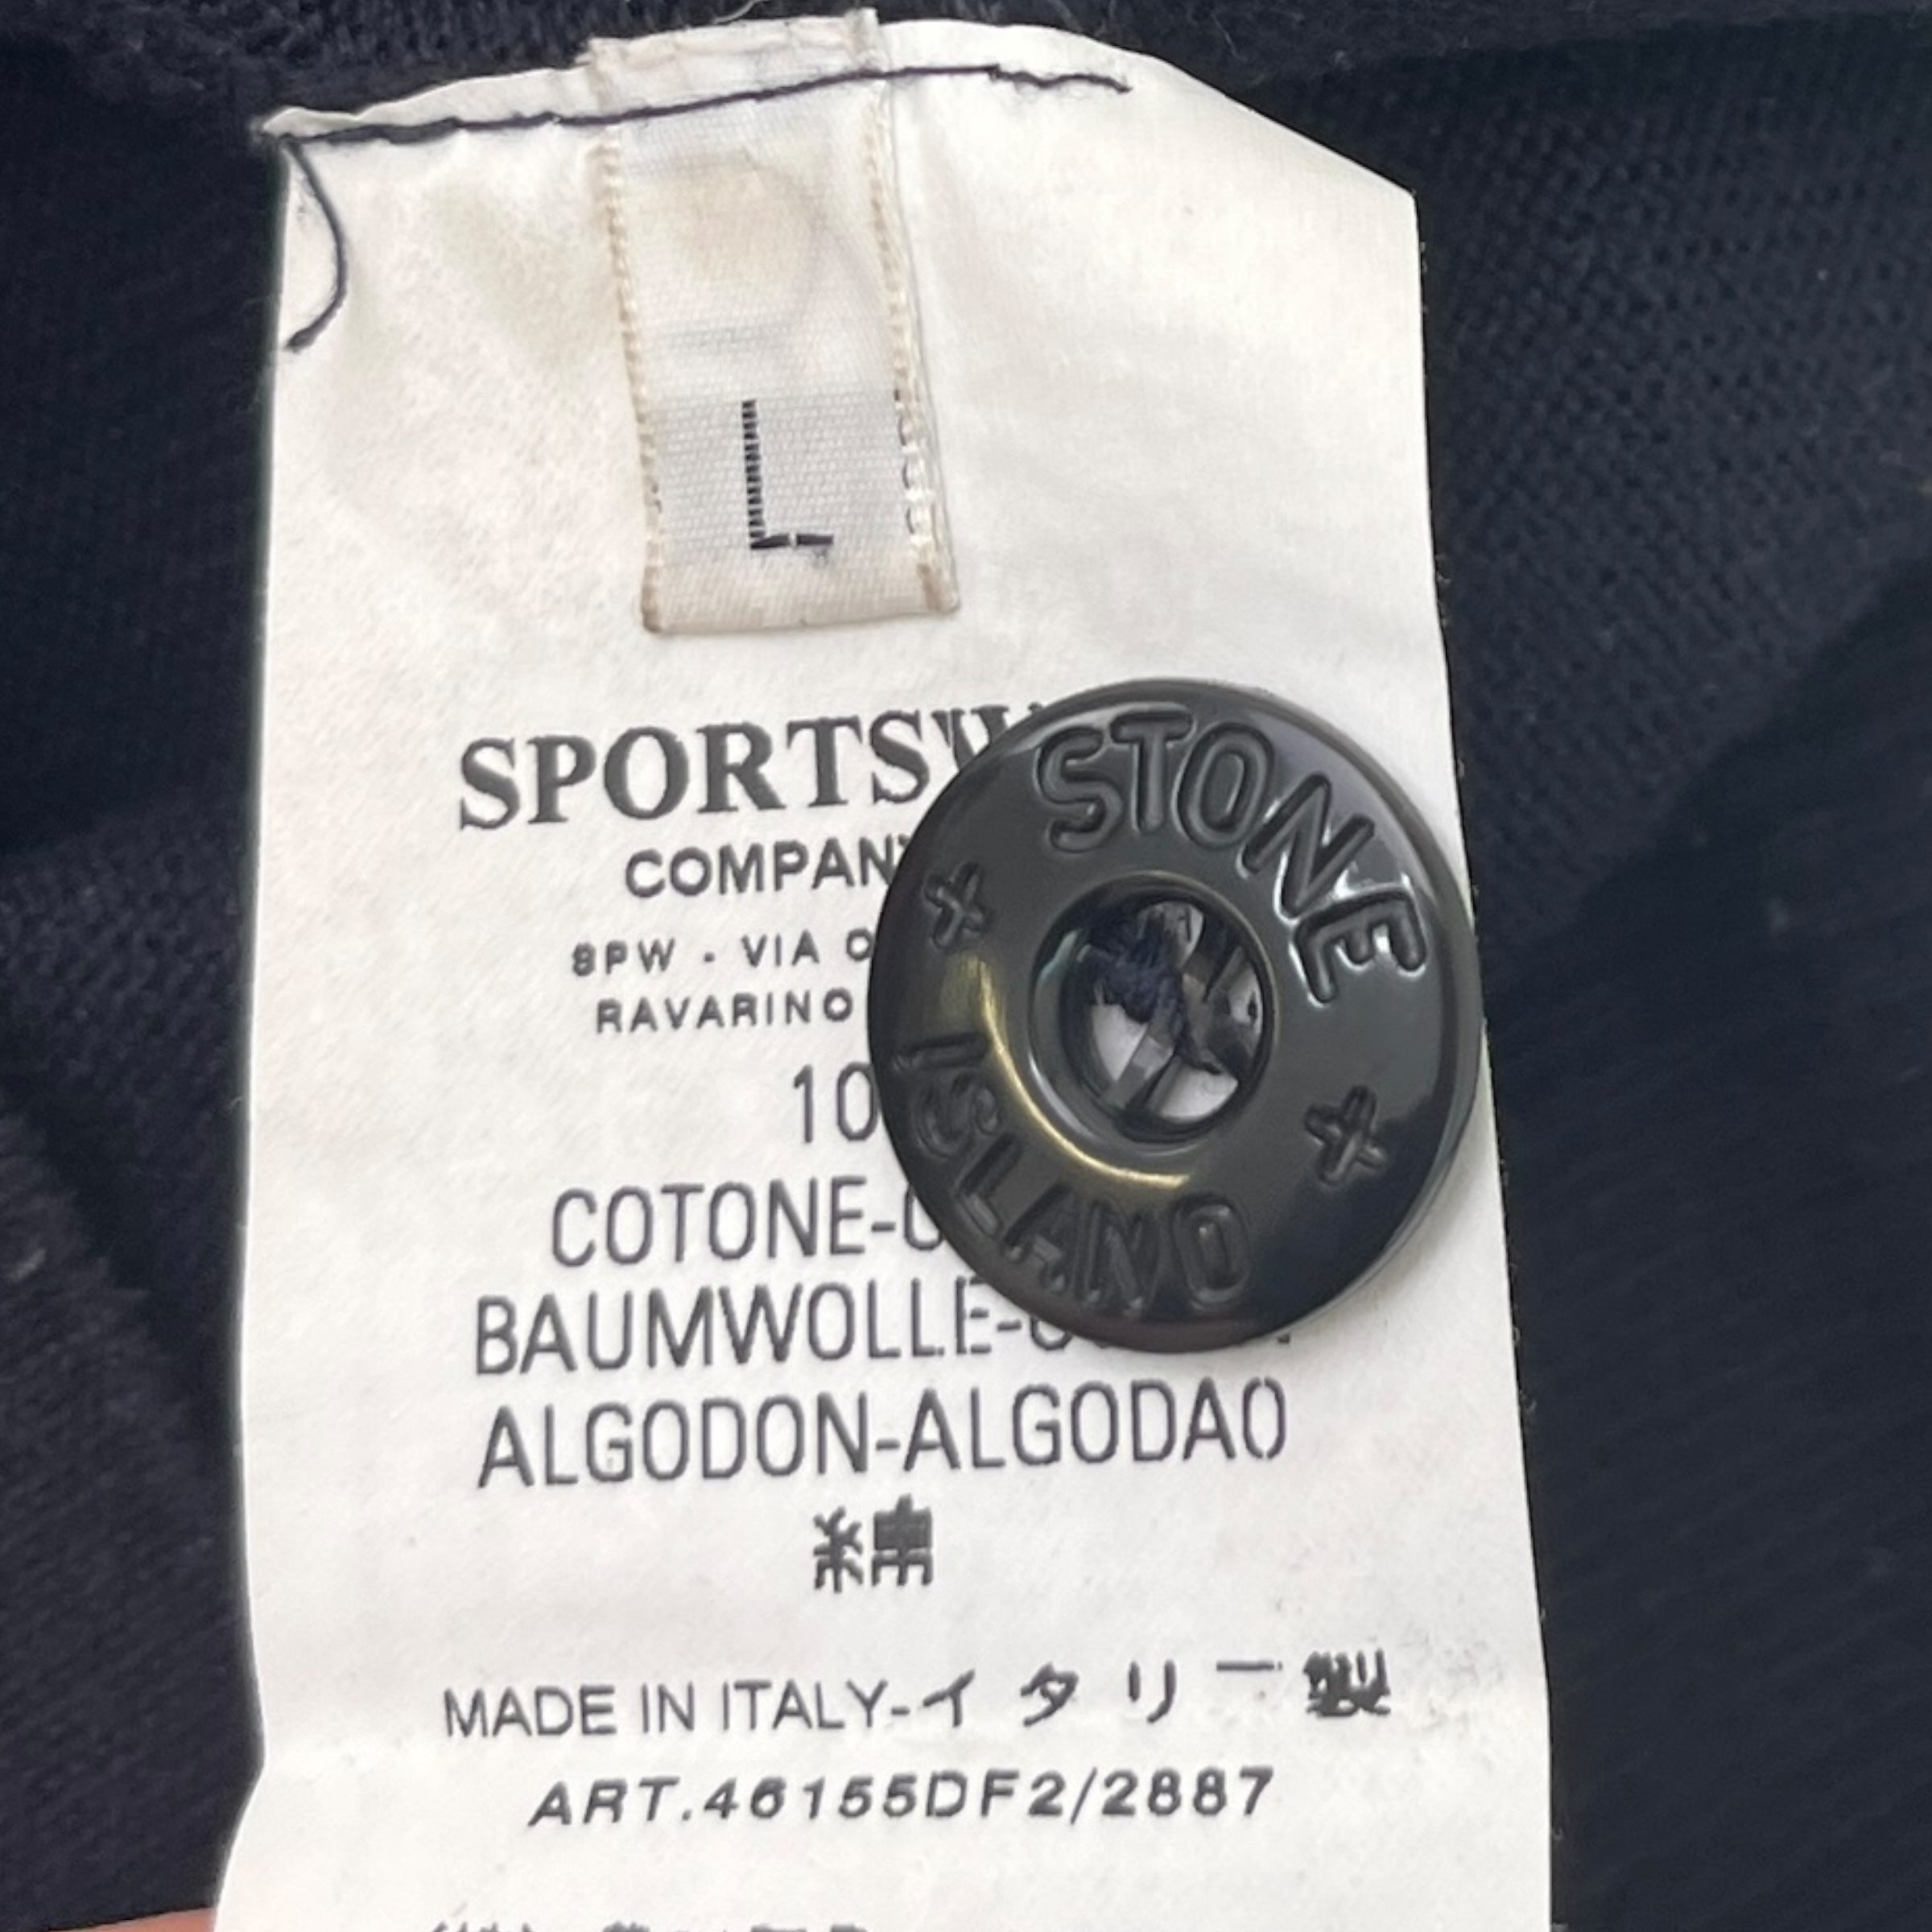 L
SPORTSW
COMPANY
SPW . VIA
RAVARINO
10
COTONE-
BAUMWOLLE-
ALGODON-ALGODAO
綿
MADE IN ITALY-イタリー製
ART.46155DF2/2887
STONE
ISLAND